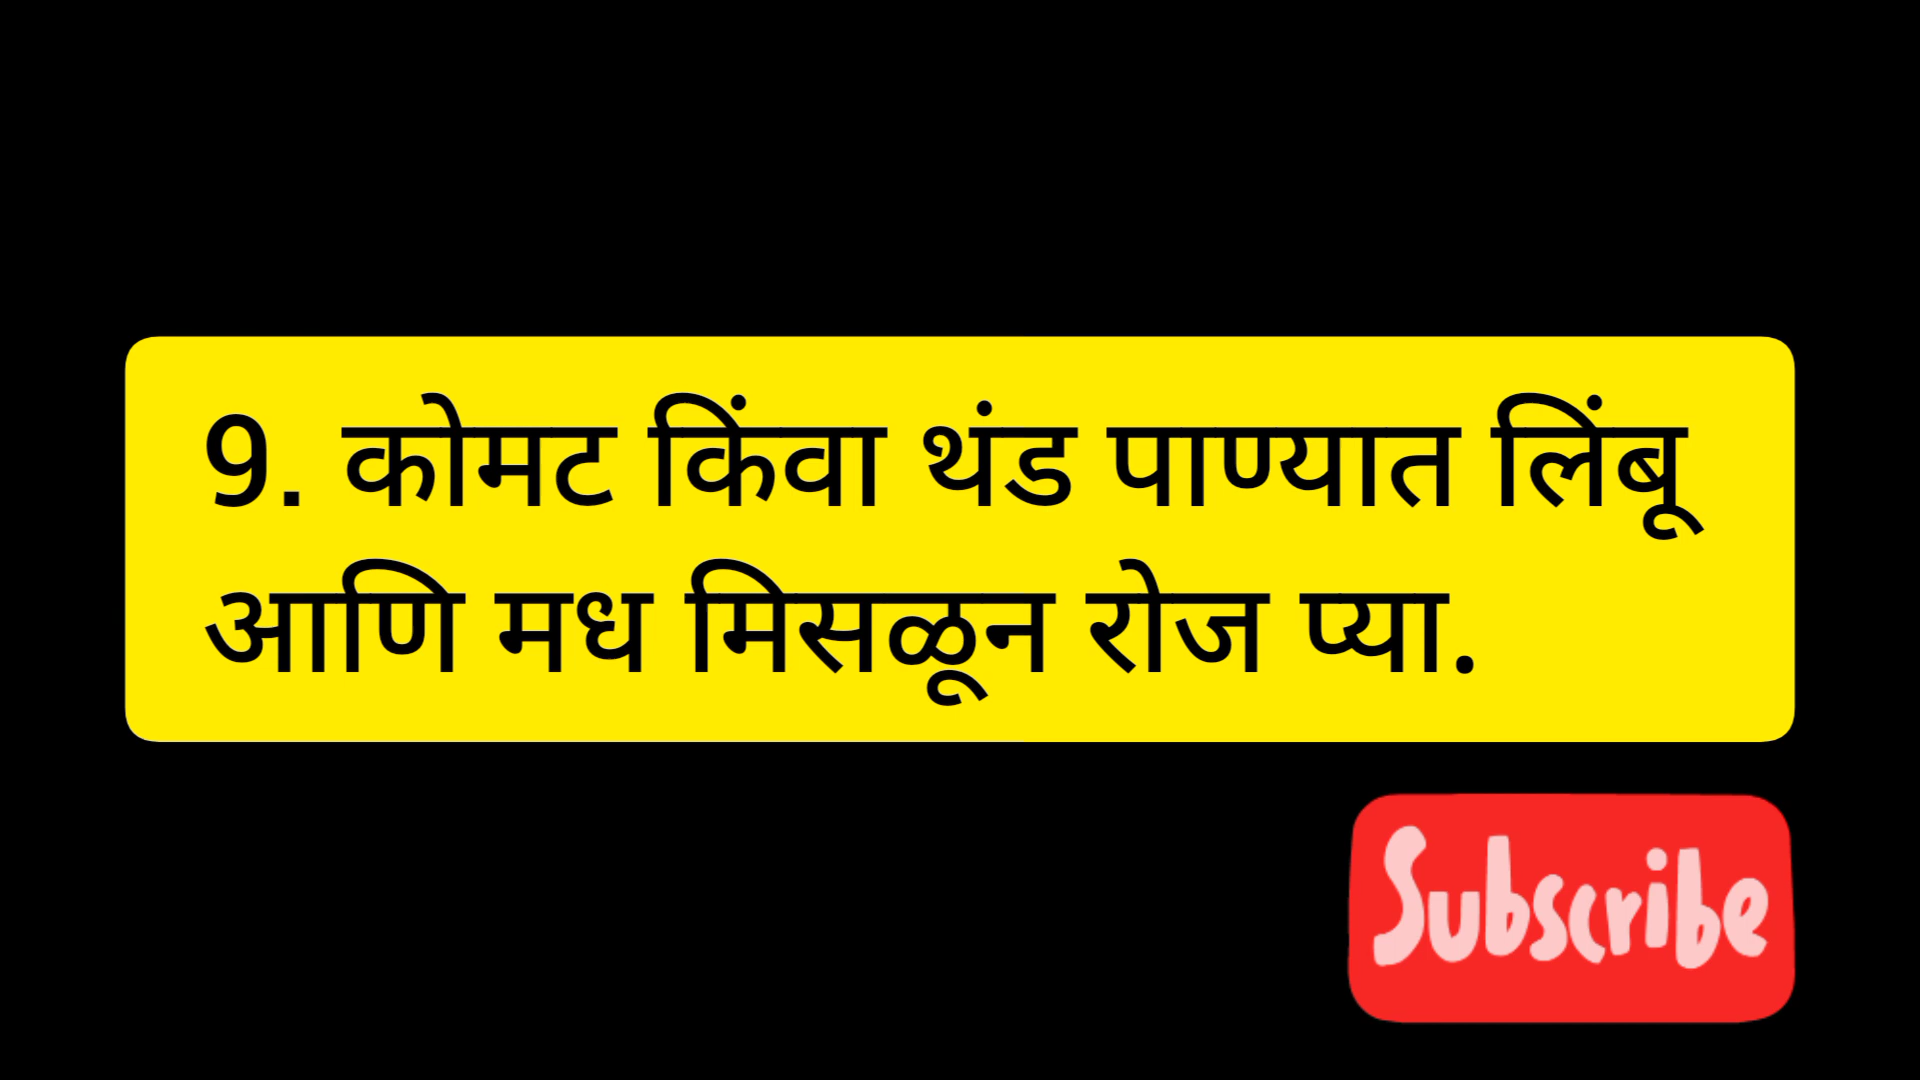 9. कोमट किंवा थंड पाण्यात लिंबू
आणि मध मिसळून रोज प्या.
Subscribe